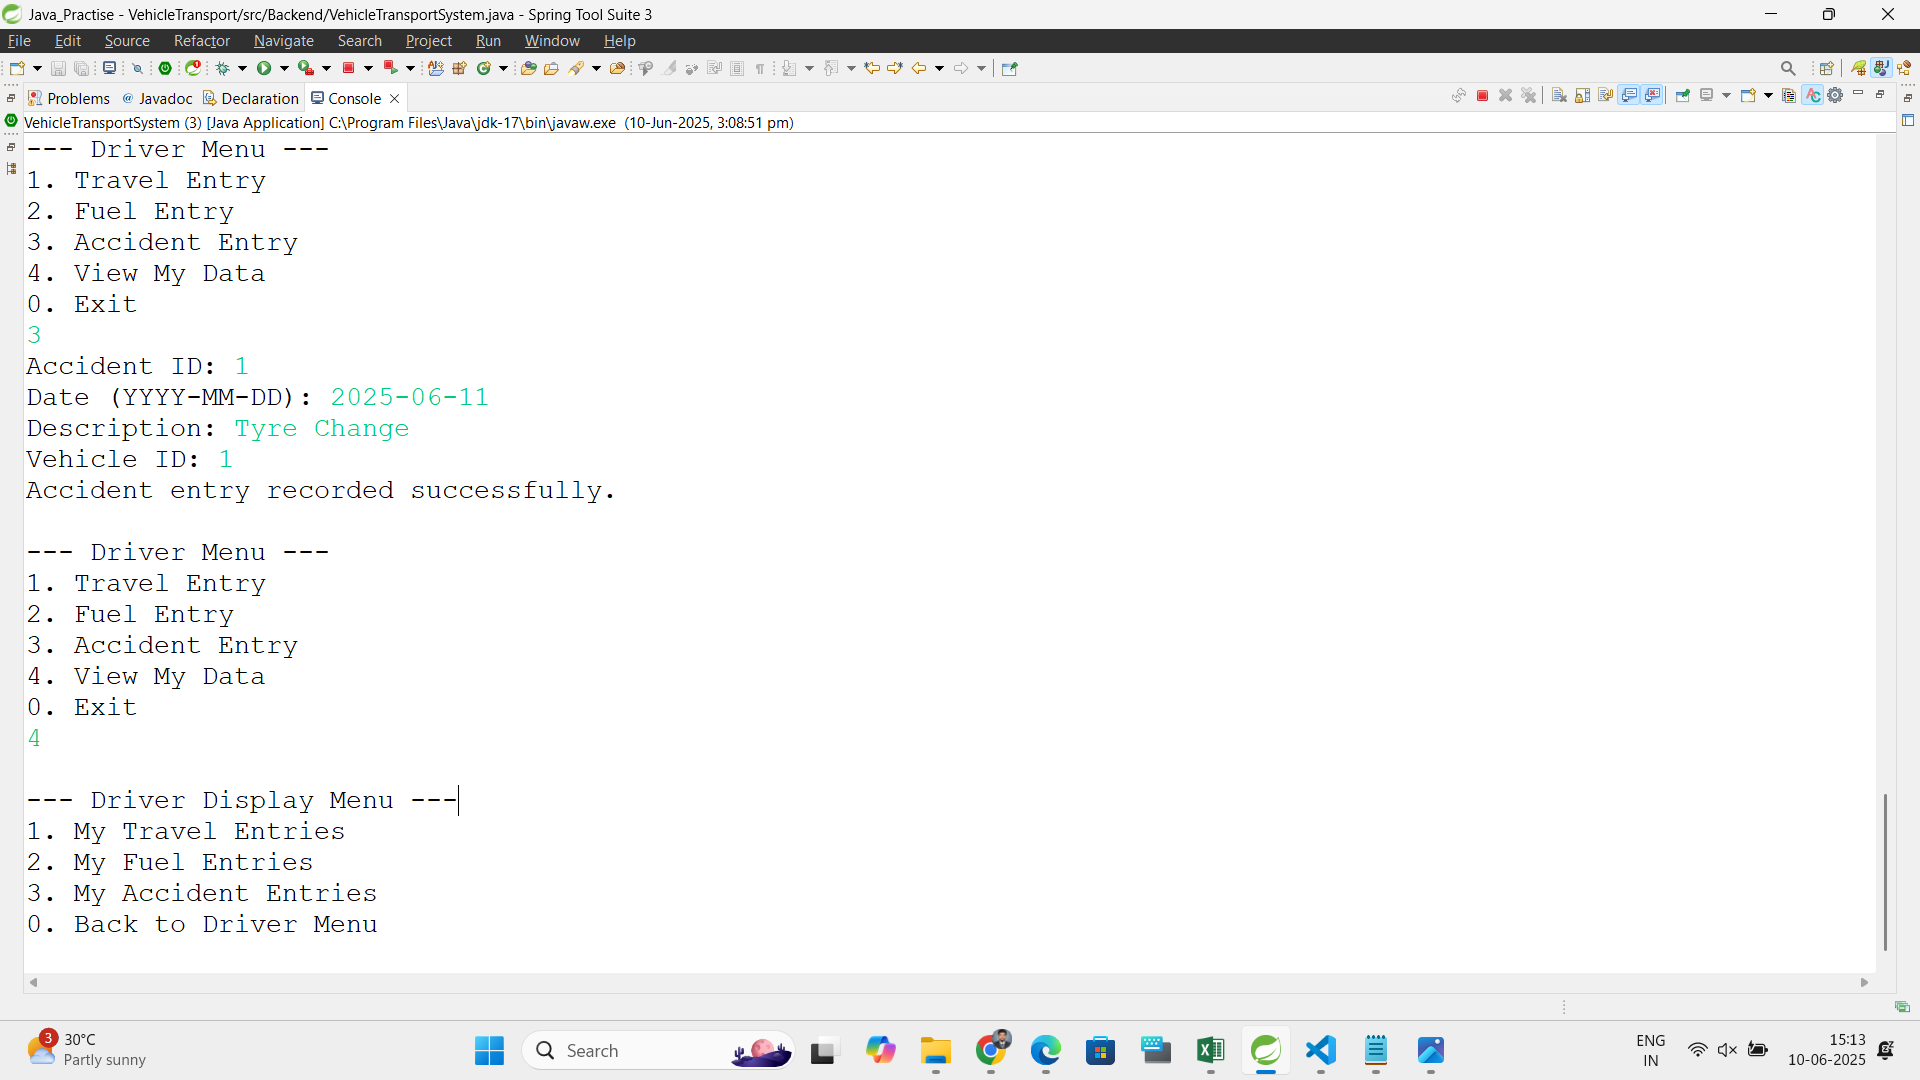 Java_Practise - VehicleTransport/src/Backend/VehicleTransportSystem.java - Spring Tool Suite 3
File Edit Source Refactor Navigate Search Project Run Window Help
Problems @ Javadoc Declaration Console
VehicleTransportSystem (3) [Java Application] C:\Program Files\Java\jdk-17\bin\javaw.exe (10-Jun-2025, 3:08:51 pm)
--- Driver Menu ---
1. Travel Entry
2. Fuel Entry
3. Accident Entry
4. View My Data
0. Exit
3
Accident ID: 1
Date (YYYY-MM-DD): 2025-06-11
Description: Tyre Change
Vehicle ID: 1
Accident entry recorded successfully.
--- Driver Menu ---
1. Travel Entry
2. Fuel Entry
3. Accident Entry
4. View My Data
0. Exit
4
--- Driver Display Menu ---
1. My Travel Entries
2. My Fuel Entries
3. My Accident Entries
0. Back to Driver Menu
3
30°C
Partly sunny
Search
ENG
IN
15:13
10-06-2025